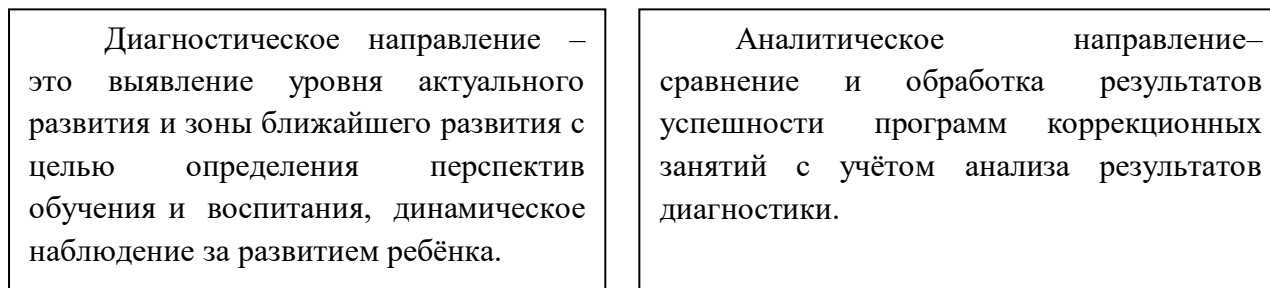 Диагностическое направление –
это выявление уровня актуального
развития и зоны ближайшего развития с
целью определения перспектив
обучения и воспитания, динамическое
наблюдение за развитием ребёнка.
Аналитическое направление–
сравнение и обработка результатов
успешности программ коррекционных
занятий с учётом анализа результатов
диагностики.